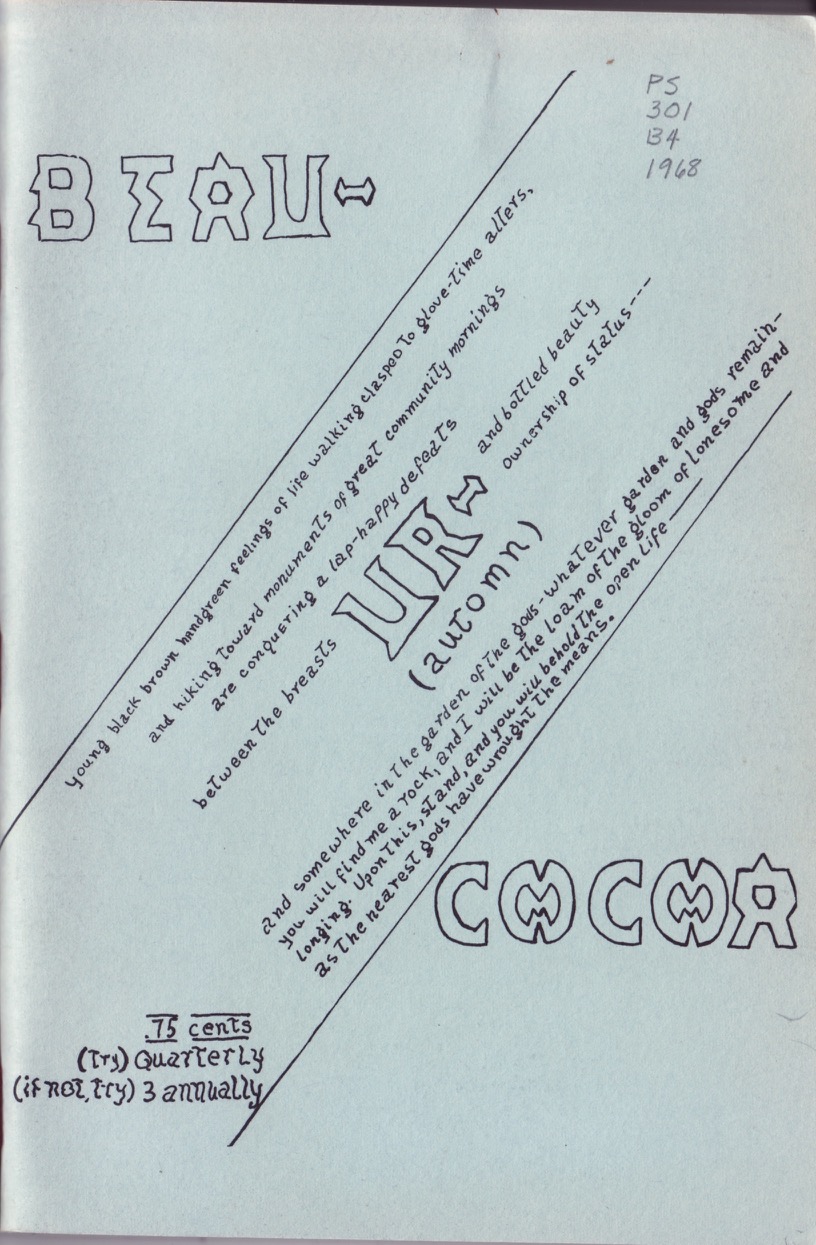 PS
301
B4
1968
BEAU-
young black brown handgreen feelings of life walking clasped to glove-time alters,
and hiking toward monuments of great community mornings
are conquering a lap-happy defeats
between the breasts UR- and bottled beauty
(automn)
ownership of status---
and somewhere in the garden of the gods-whatever garden and gods remain-
you will find me a rock, and I will be the loam of the gloom of lonesome and
longing. Upon this, stand, and you will behold the open life —
as the nearest gods have wrought the means.
COCOA
.75 cents
(try) Quarterly
(if not, try) 3 annually